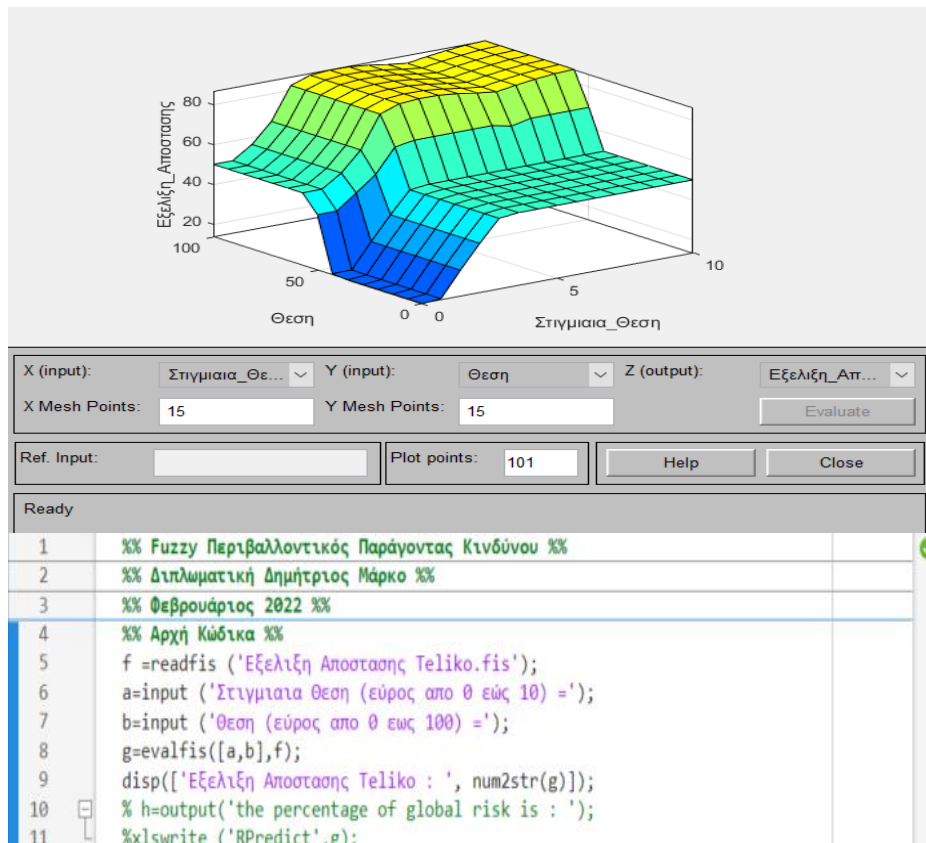 80
60
40
20
Εξελιξη_Αποστασης
100
50
0
0
5
10
Θεση
Στιγμιαια_Θεση
X (input): Στιγμιαια_Θε... Y (input): Θεση Z (output): Εξελιξη_Απ...
X Mesh Points: 15 Y Mesh Points: 15 Evaluate
Ref. Input: Plot points: 101 Help Close
Ready
1 %% Fuzzy Περιβαλλοντικός Παράγοντας Κινδύνου %%
2 %% Διπλωματική Δημήτριος Μάρκο %%
3 %% Φεβρουάριος 2022 %%
4 %% Αρχή Κώδικα %%
5 f =readfis ('Εξελιξη Αποστασης Teliko.fis');
6 a=input ('Στιγμιαια Θεση (εύρος απο 0 εώς 10) =');
7 b=input ('Θεση (εύρος απο 0 εως 100) =');
8 g=evalfis([a,b],f);
9 disp(['Εξελιξη Αποστασης Teliko : ', num2str(g)]);
10 % h=output('the percentage of global risk is : ');
11 %xlswrite ('RPredict',g);